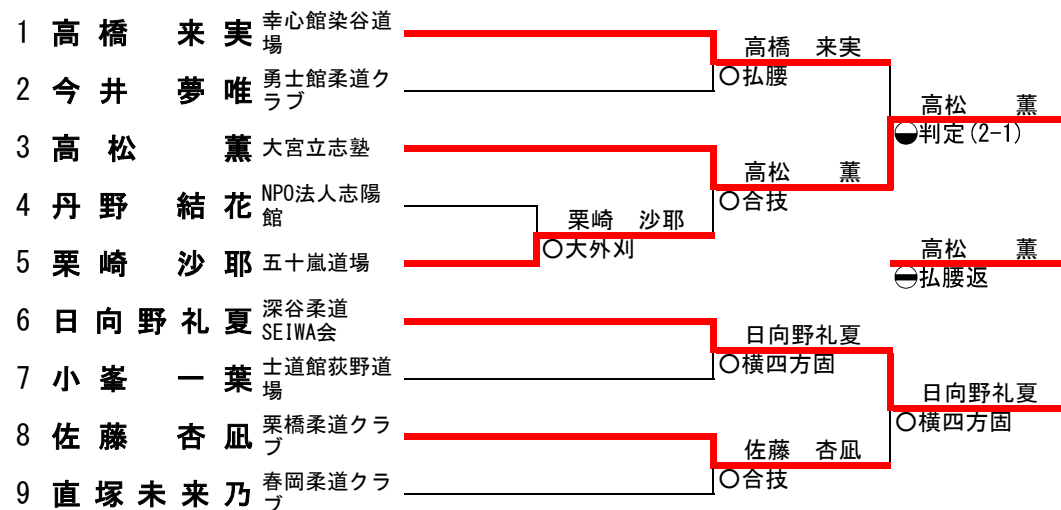 1 高橋 来実 幸心館染谷道
場
2 今井 夢唯 勇士館柔道ク
ラブ
3 高松 薫 大宮立志塾
4 丹野 結花 NPO法人志陽
館
5 栗崎 沙耶 五十嵐道場
6 日向野礼夏 深谷柔道
SEIWA会
7 小峯 一葉 士道館荻野道
場
8 佐藤 杏凪 栗橋柔道クラ
ブ
9 直塚未来乃 春岡柔道クラ
ブ
栗崎 沙耶
○大外刈
高橋 来実
○払腰
高松 薫
○合技
日向野礼夏
○横四方固
佐藤 杏凪
○合技
高松 薫
判定(2-1)
高松 薫
払腰返
日向野礼夏
○横四方固